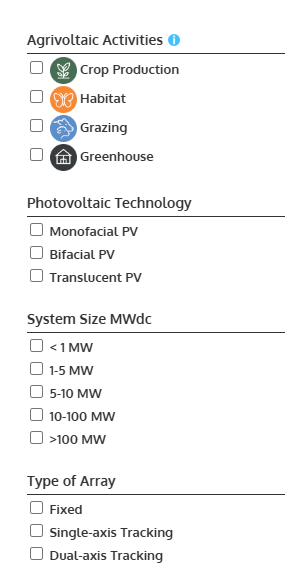 Agrivoltaic Activities
Crop Production
Habitat
Grazing
Greenhouse
Photovoltaic Technology
Monofacial PV
Bifacial PV
Translucent PV
System Size MWdc
< 1 MW
1-5 MW
5-10 MW
10-100 MW
>100 MW
Type of Array
Fixed
Single-axis Tracking
Dual-axis Tracking